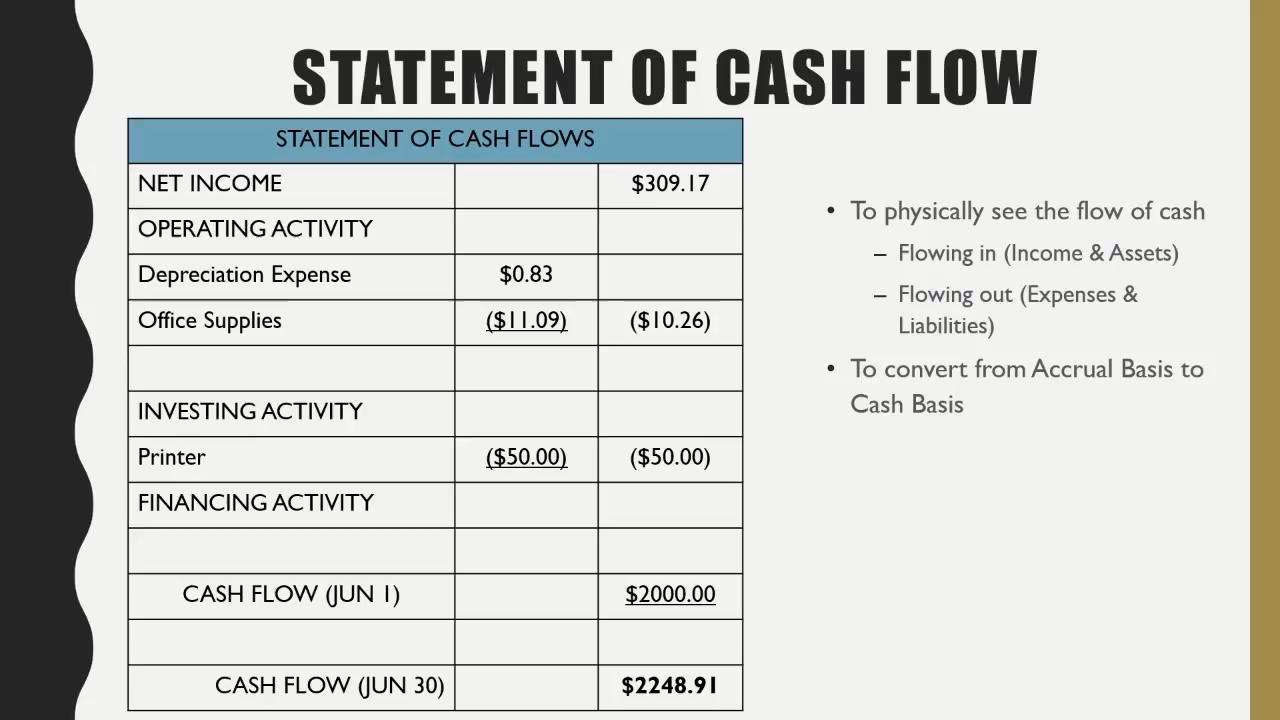 STATEMENT OF CASH FLOW
STATEMENT OF CASH FLOWS
NET INCOME $309.17
OPERATING ACTIVITY
Depreciation Expense $0.83
Office Supplies ($11.09) ($10.26)
INVESTING ACTIVITY
Printer ($50.00) ($50.00)
FINANCING ACTIVITY
CASH FLOW (JUN 1) $2000.00
CASH FLOW (JUN 30) $2248.91
• To physically see the flow of cash
– Flowing in (Income & Assets)
– Flowing out (Expenses &
Liabilities)
• To convert from Accrual Basis to
Cash Basis